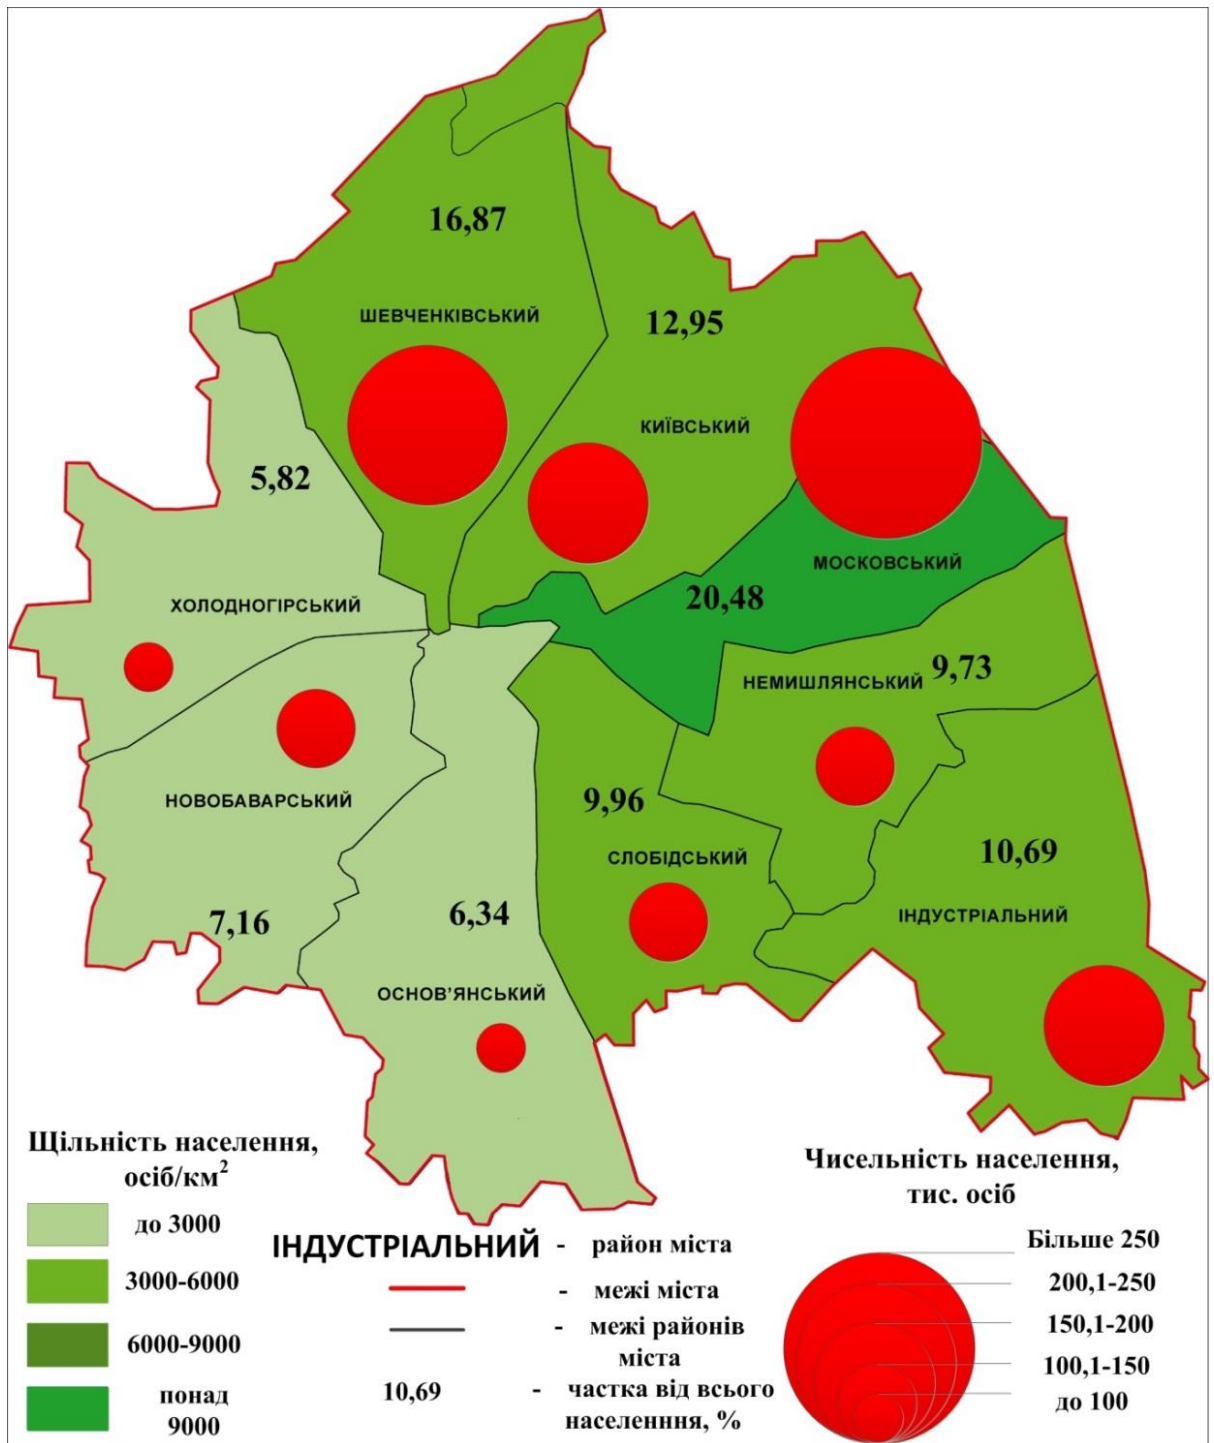 16,87
ШЕВЧЕНКІВСЬКИЙ
12,95
КИЇВСЬКИЙ
5,82
ХОЛОДНОГІРСЬКИЙ
МОСКОВСЬКИЙ
20,48
НЕМИШЛЯНСЬКИЙ
9,73
НОВОБАВАРСЬКИЙ
7,16
9,96
СЛОБІДСЬКИЙ
10,69
ІНДУСТРІАЛЬНИЙ
6,34
ОСНОВ'ЯНСЬКИЙ
Щільність населення,
осіб/км²
до 3000
3000-6000
6000-9000
понад
9000
ІНДУСТРІАЛЬНИЙ - район міста
- межі міста
- межі районів
міста
10,69 - частка від всього
населенння, %
Чисельність населення,
тис. осіб
Більше 250
200,1-250
150,1-200
100,1-150
до 100